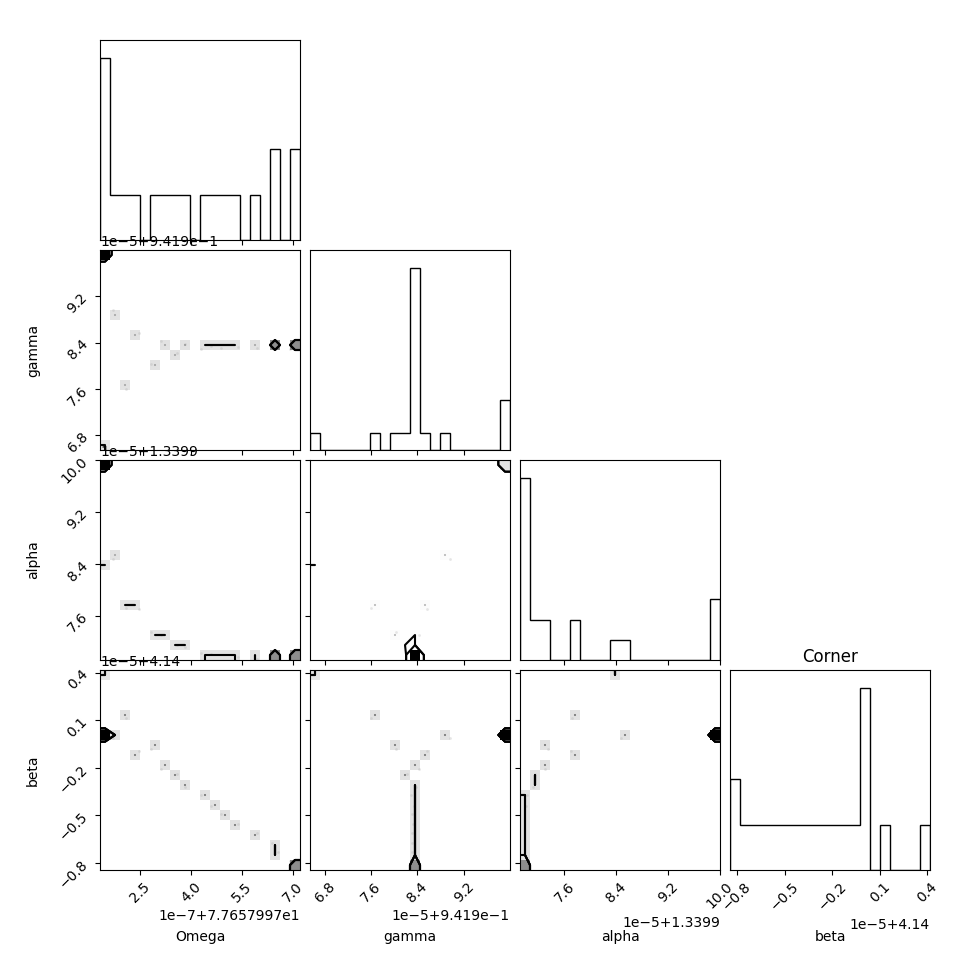 1e−5+9.419e−1
9.2
8.4
7.6
6.8
gamma
1e−5+1.3399
10.0
9.2
8.4
7.6
alpha
1e−5+4.14
Corner
0.4
0.1
−0.2
−0.5
−0.8
beta
2.5 4.0 5.5 7.0 6.8 7.6 8.4 9.2 7.6 8.4 9.2 10.0 −0.8 −0.5 −0.2 0.1 0.4
1e−7+7.7657997e1 1e−5+9.419e−1 1e−5+1.3399 1e−5+4.14
Omega gamma alpha beta